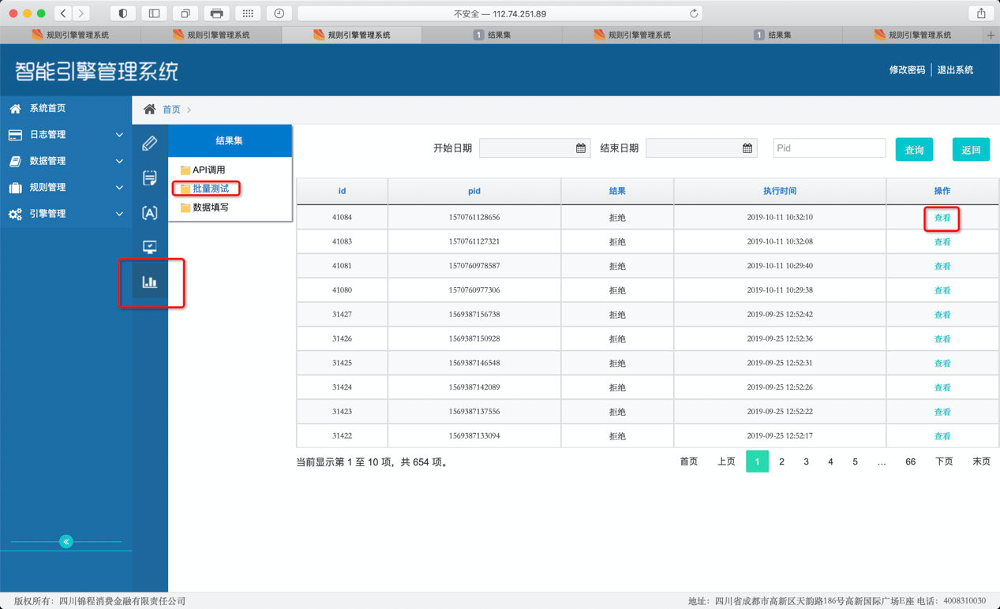 不安全 — 112.74.251.89
规则引擎管理系统
规则引擎管理系统
规则引擎管理系统
1 结果集
规则引擎管理系统
1 结果集
规则引擎管理系统
智能引擎管理系统
修改密码 退出系统
系统首页
日志管理
数据管理
规则管理
引擎管理
首页
结果集
API调用
批量测试
数据填写
开始日期 结束日期 Pid 查询 返回
id pid 结果 执行时间 操作
41084 1570761128656 拒绝 2019-10-11 10:32:10 查看
41083 1570761127321 拒绝 2019-10-11 10:32:08 查看
41081 1570760978587 拒绝 2019-10-11 10:29:40 查看
41080 1570760977306 拒绝 2019-10-11 10:29:38 查看
31427 1569387156738 拒绝 2019-09-25 12:52:42 查看
31426 1569387150928 拒绝 2019-09-25 12:52:36 查看
31425 1569387146548 拒绝 2019-09-25 12:52:31 查看
31424 1569387142089 拒绝 2019-09-25 12:52:26 查看
31423 1569387137556 拒绝 2019-09-25 12:52:22 查看
31422 1569387133094 拒绝 2019-09-25 12:52:17 查看
当前显示第 1 至 10 项，共 654 项。
首页 上页 1 2 3 4 5 ... 66 下页 末页
版权所有：四川锦程消费金融有限责任公司
地址：四川省成都市高新区天韵路186号高新国际广场E座 电话：4008310030